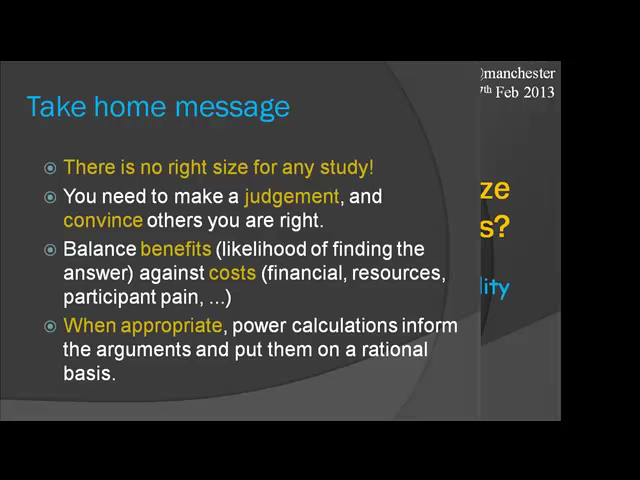 Take home message
There is no right size for any study!
You need to make a judgement, and
convince others you are right.
Balance benefits (likelihood of finding the
answer) against costs (financial, resources,
participant pain, ...)
When appropriate, power calculations inform
the arguments and put them on a rational
basis.
@manchester
7th Feb 2013
ze
s?
lity